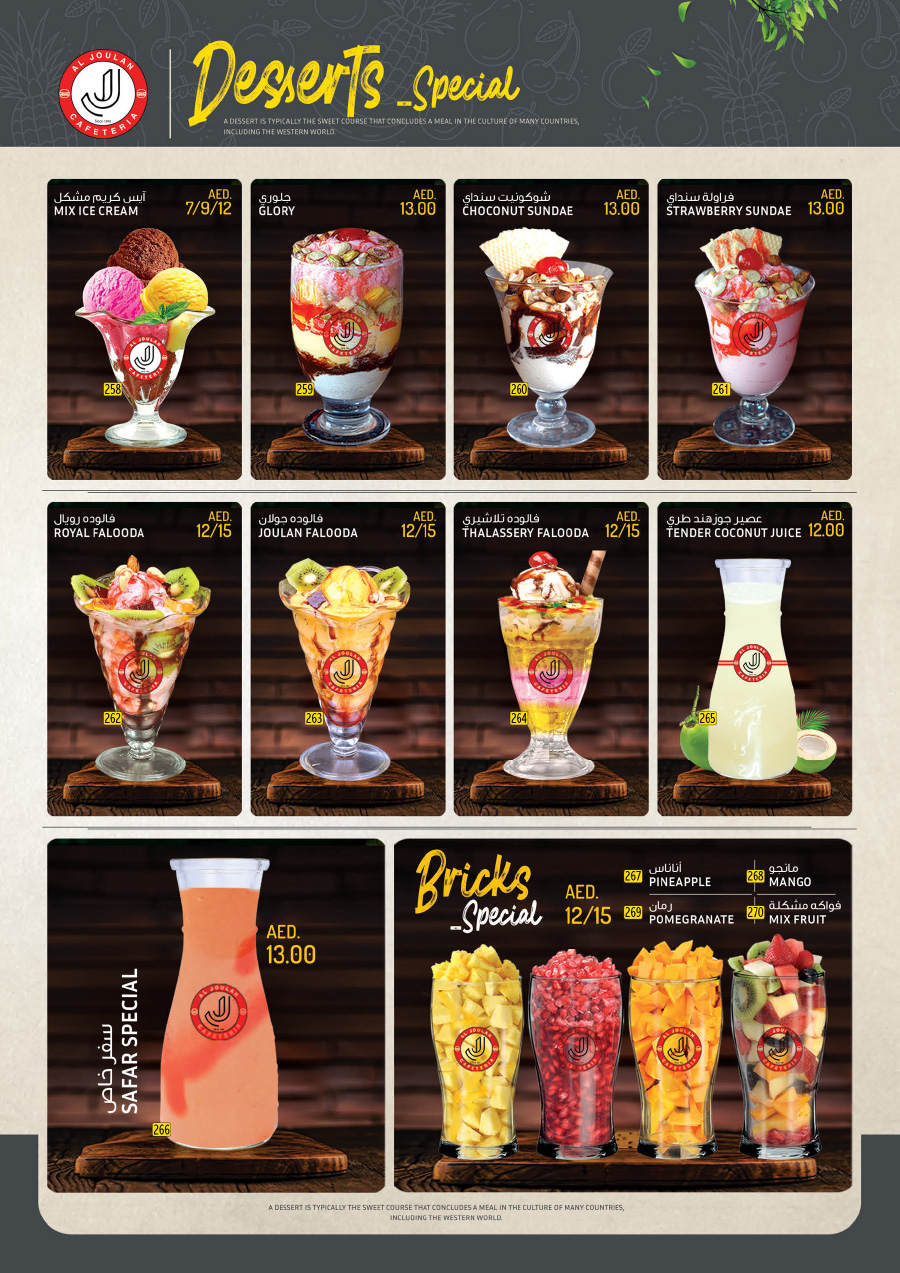 AL JOULAN
CAFETERIA
Desserts
_Special
A DESSERT IS TYPICALLY THE SWEET COURSE THAT CONCLUDES A MEAL IN THE CULTURE OF MANY COUNTRIES,
INCLUDING THE WESTERN WORLD.
آيس كريم مشكل
MIX ICE CREAM
AED.
7/9/12
258
جلوري
GLORY
AED.
13.00
259
شوكونيت سنداي
CHOCONUT SUNDAE
AED.
13.00
260
فراولة سنداي
STRAWBERRY SUNDAE
AED.
13.00
261
فالوده رويال
ROYAL FALOODA
AED.
12/15
262
فالوده جولان
JOULAN FALOODA
AED.
12/15
263
فالوده تلاشيري
THALASSERY FALOODA
AED.
12/15
264
عصير جوزهند طري
TENDER COCONUT JUICE
AED.
12.00
265
سفر خاص
SAFAR SPECIAL
AED.
13.00
266
Bricks
_Special
AED.
12/15
267
أناناس
PINEAPPLE
268
مانجو
MANGO
269
رمان
POMEGRANATE
270
فواكه مشكلة
MIX FRUIT
A DESSERT IS TYPICALLY THE SWEET COURSE THAT CONCLUDES A MEAL IN THE CULTURE OF MANY COUNTRIES,
INCLUDING THE WESTERN WORLD.